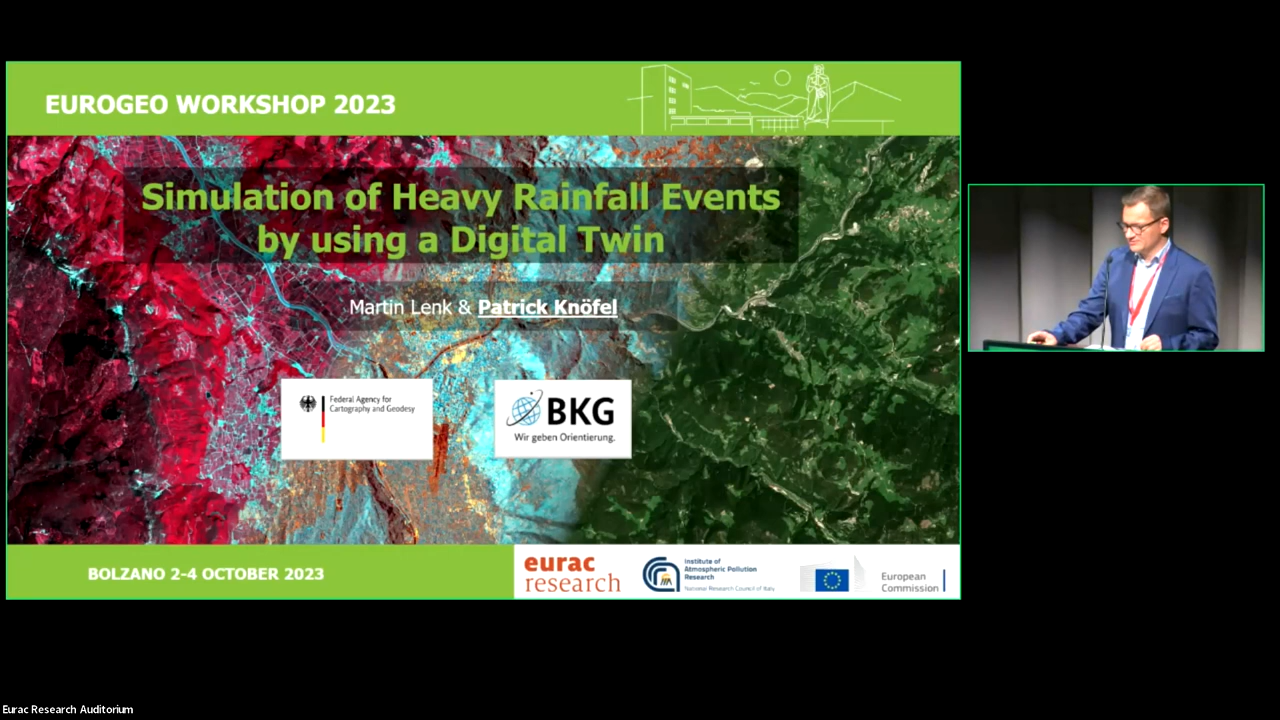 EUROGEO WORKSHOP 2023
Simulation of Heavy Rainfall Events
by using a Digital Twin
Martin Lenk & Patrick Knöfel
Federal Agency for
Cartography and Geodesy
BKG
Wir geben Orientierung.
BOLZANO 2-4 OCTOBER 2023
eurac
research
Institute of
Atmospheric Pollution
Research
National Research Council of Italy
European
Commission
Eurac Research Auditorium